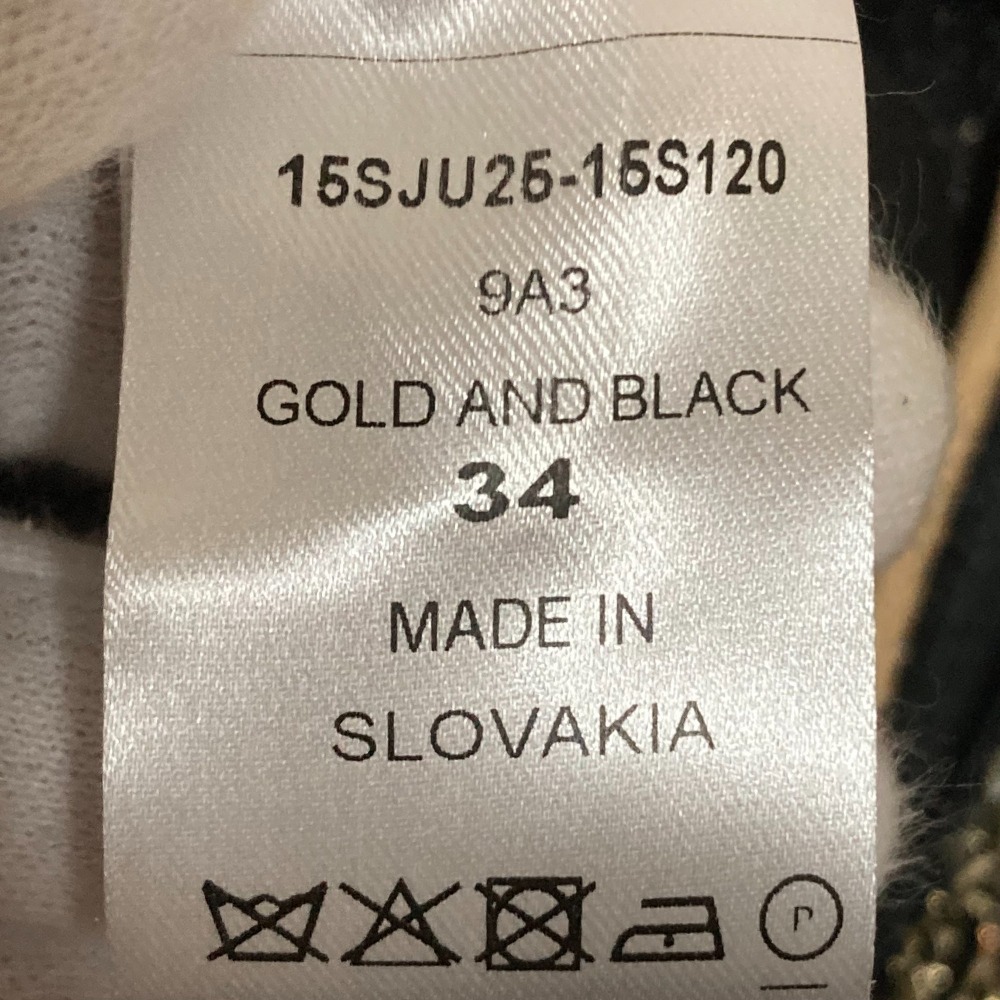 15SJU25-15S120
9A3
GOLD AND BLACK
34
MADE IN
SLOVAKIA
P